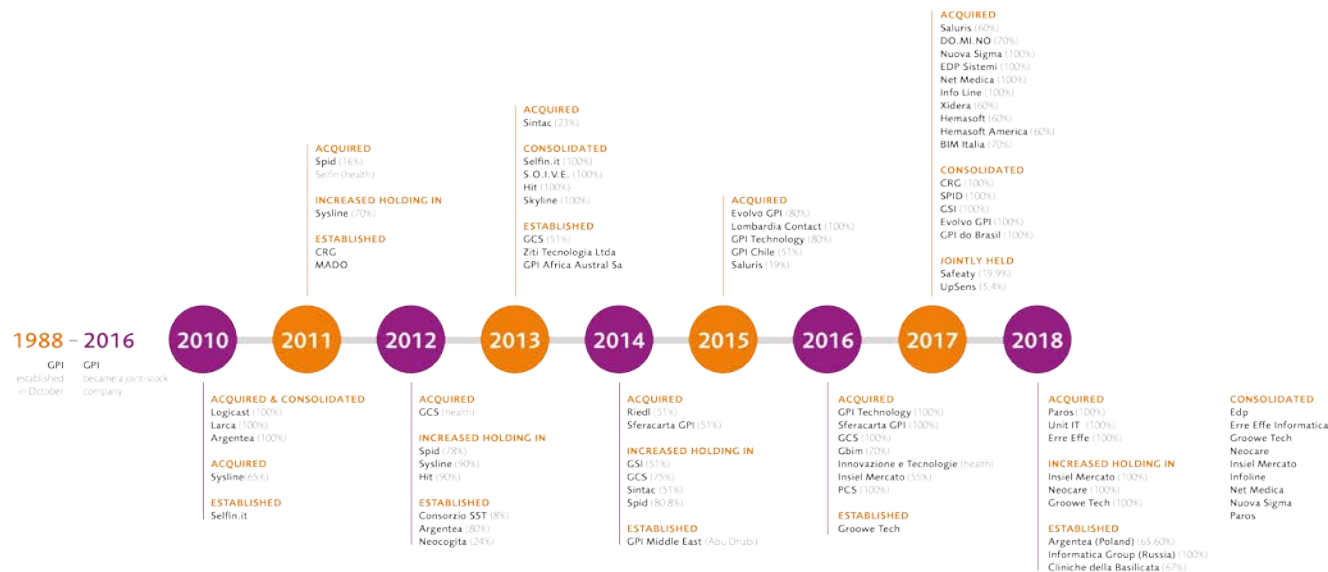 1988 – 2016
GPI
established
in October
GPI
became a joint-stock
company
2010
ACQUIRED & CONSOLIDATED
Logicast (100%)
Larca (100%)
Argentea (100%)
ACQUIRED
Sysline(65%)
ESTABLISHED
Selfin.it
2011
ACQUIRED
Spid (16%)
Selfin (health)
INCREASED HOLDING IN
Sysline (70%)
ESTABLISHED
CRG
MADO
2012
ACQUIRED
GCS (health)
INCREASED HOLDING IN
Spid (78%)
Sysline (90%)
Hit (90%)
ESTABLISHED
Consorzio SST (8%)
Argentea (80%)
Neocogita (24%)
2013
ACQUIRED
Sintac (23%)
CONSOLIDATED
Selfin.it (100%)
S.O.I.V.E. (100%)
Hit (100%)
Skyline (100%)
ESTABLISHED
GCS (51%)
Ziti Tecnologia Ltda
GPI Africa Austral Sa
2014
ACQUIRED
Riedl (51%)
Sferacarta GPI (51%)
INCREASED HOLDING IN
GSI (51%)
GCS (75%)
Sintac (51%)
Spid (80.8%)
ESTABLISHED
GPI Middle East (Abu Dhabi)
2015
ACQUIRED
Evolvo GPI (80%)
Lombardia Contact (100%)
GPI Technology (80%)
GPI Chile (51%)
Saluris (19%)
2016
ACQUIRED
GPI Technology (100%)
Sferacarta GPI (100%)
GCS (100%)
Gbim (70%)
Innovazione e Tecnologie (health)
Insiel Mercato (55%)
PCS (100%)
ESTABLISHED
Groowe Tech
2017
ACQUIRED
Saluris (60%)
DO.MI.NO (70%)
Nuova Sigma (100%)
EDP Sistemi (100%)
Net Medica (100%)
Info Line (100%)
Xidera (60%)
Hemasoft (60%)
Hemasoft America (60%)
BIM Italia (70%)
CONSOLIDATED
CRG (100%)
SPID (100%)
GSI (100%)
Evolvo GPI (100%)
GPI do Brasil (100%)
JOINTLY HELD
Safeaty (19.9%)
UpSens (5,4%)
2018
ACQUIRED
Paros (100%)
Unit IT (100%)
Erre Effe (100%)
INCREASED HOLDING IN
Insiel Mercato (100%)
Neocare (100%)
Groowe Tech (100%)
ESTABLISHED
Argentea (Poland) (65.60%)
Informatica Group (Russia) (100%)
Cliniche della Basilicata (67%)
CONSOLIDATED
Edp
Erre Effe Informatica
Groowe Tech
Neocare
Insiel Mercato
Infoline
Net Medica
Nuova Sigma
Paros